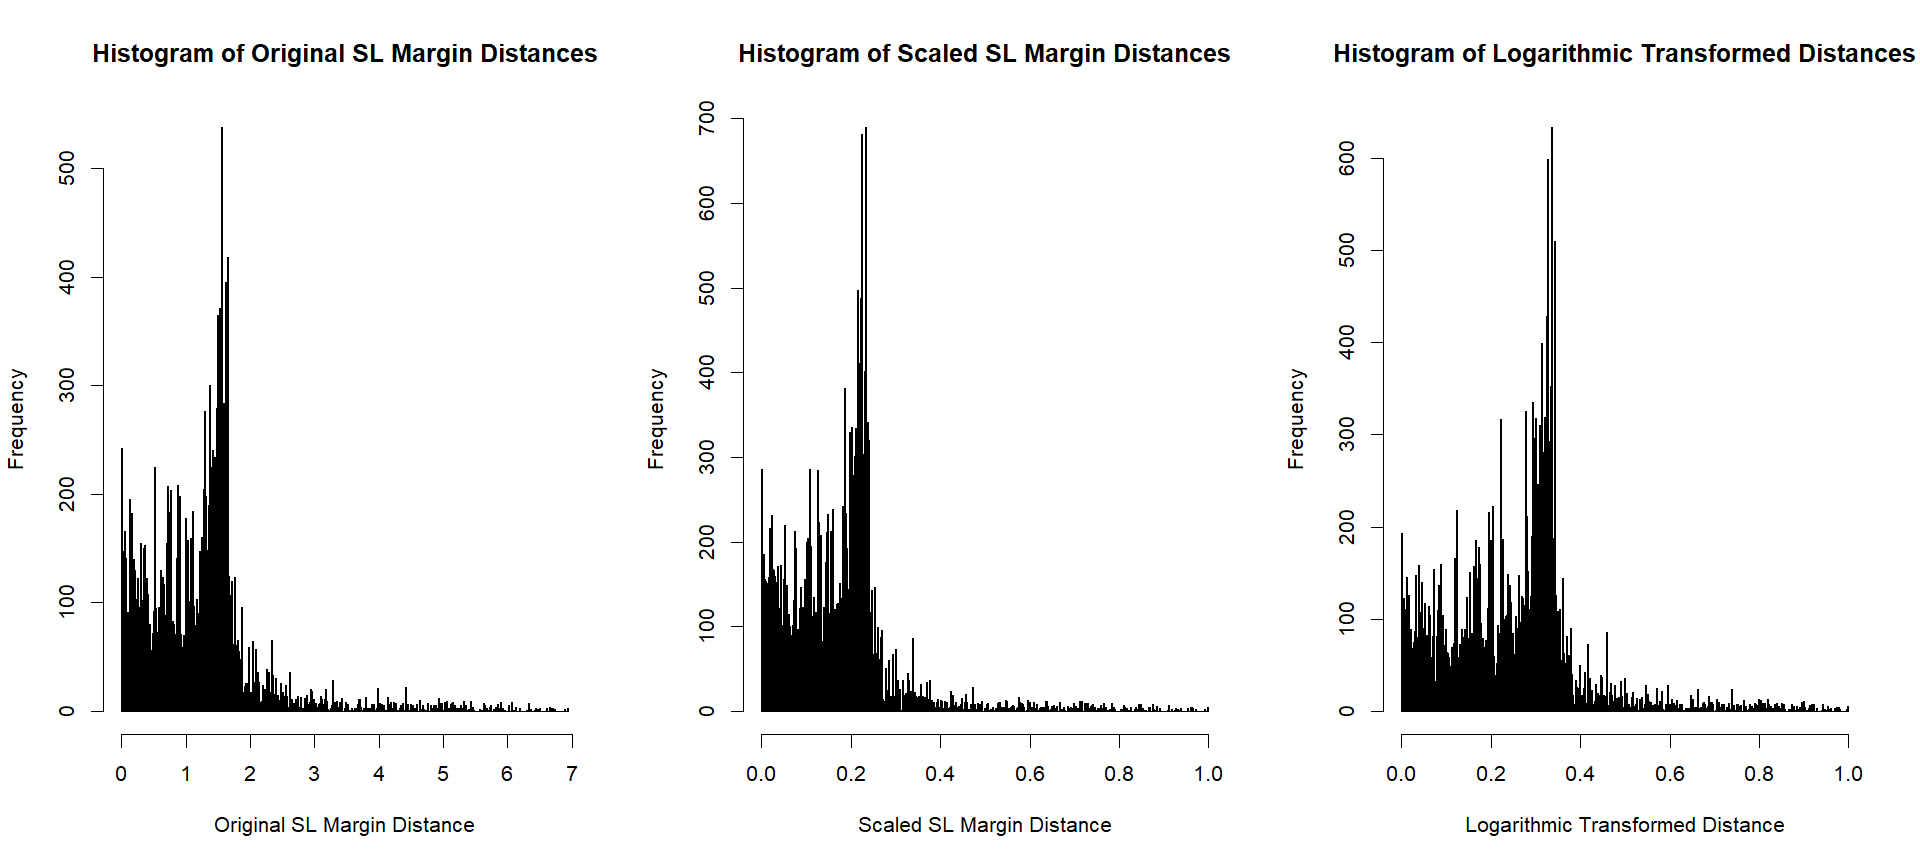 Histogram of Original SL Margin Distances
Frequency
500
400
300
200
100
0
0 1 2 3 4 5 6 7
Original SL Margin Distance
Histogram of Scaled SL Margin Distances
Frequency
700
600
500
400
300
200
100
0
0.0 0.2 0.4 0.6 0.8 1.0
Scaled SL Margin Distance
Histogram of Logarithmic Transformed Distances
Frequency
600
500
400
300
200
100
0
0.0 0.2 0.4 0.6 0.8 1.0
Logarithmic Transformed Distance